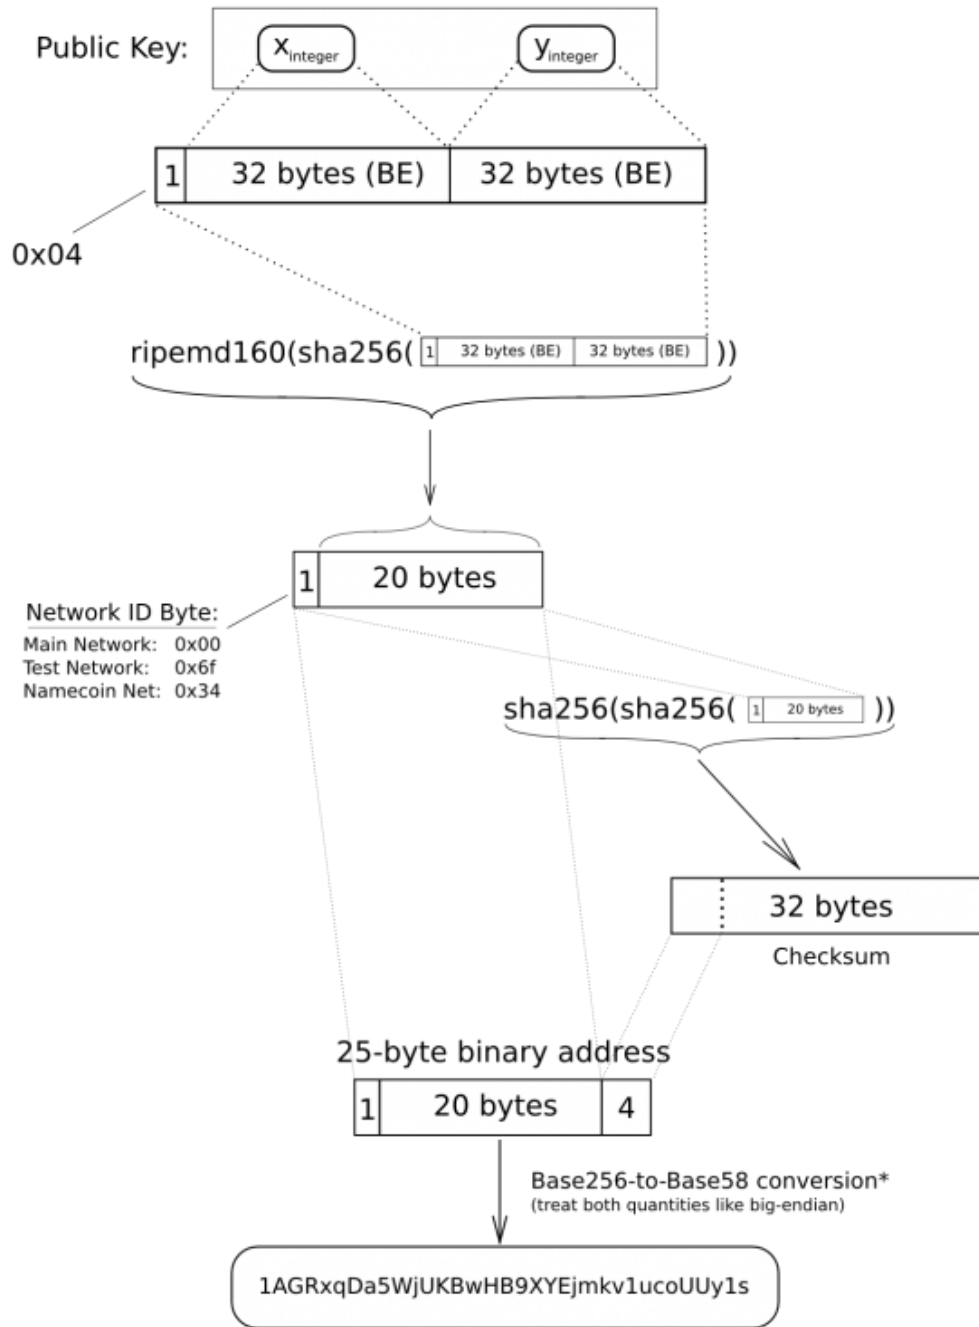 Public Key: x integer y integer
1 32 bytes (BE) 32 bytes (BE)
0x04
ripemd160(sha256( 1 32 bytes (BE) 32 bytes (BE) ))
1 20 bytes
Network ID Byte:
Main Network: 0x00
Test Network: 0x6f
Namecoin Net: 0x34
sha256(sha256( 1 20 bytes ))
32 bytes
Checksum
25-byte binary address
1 20 bytes 4
Base256-to-Base58 conversion*
(treat both quantities like big-endian)
1AGRxqDa5WjUKBwHB9XYEjmkv1ucoUUy1s